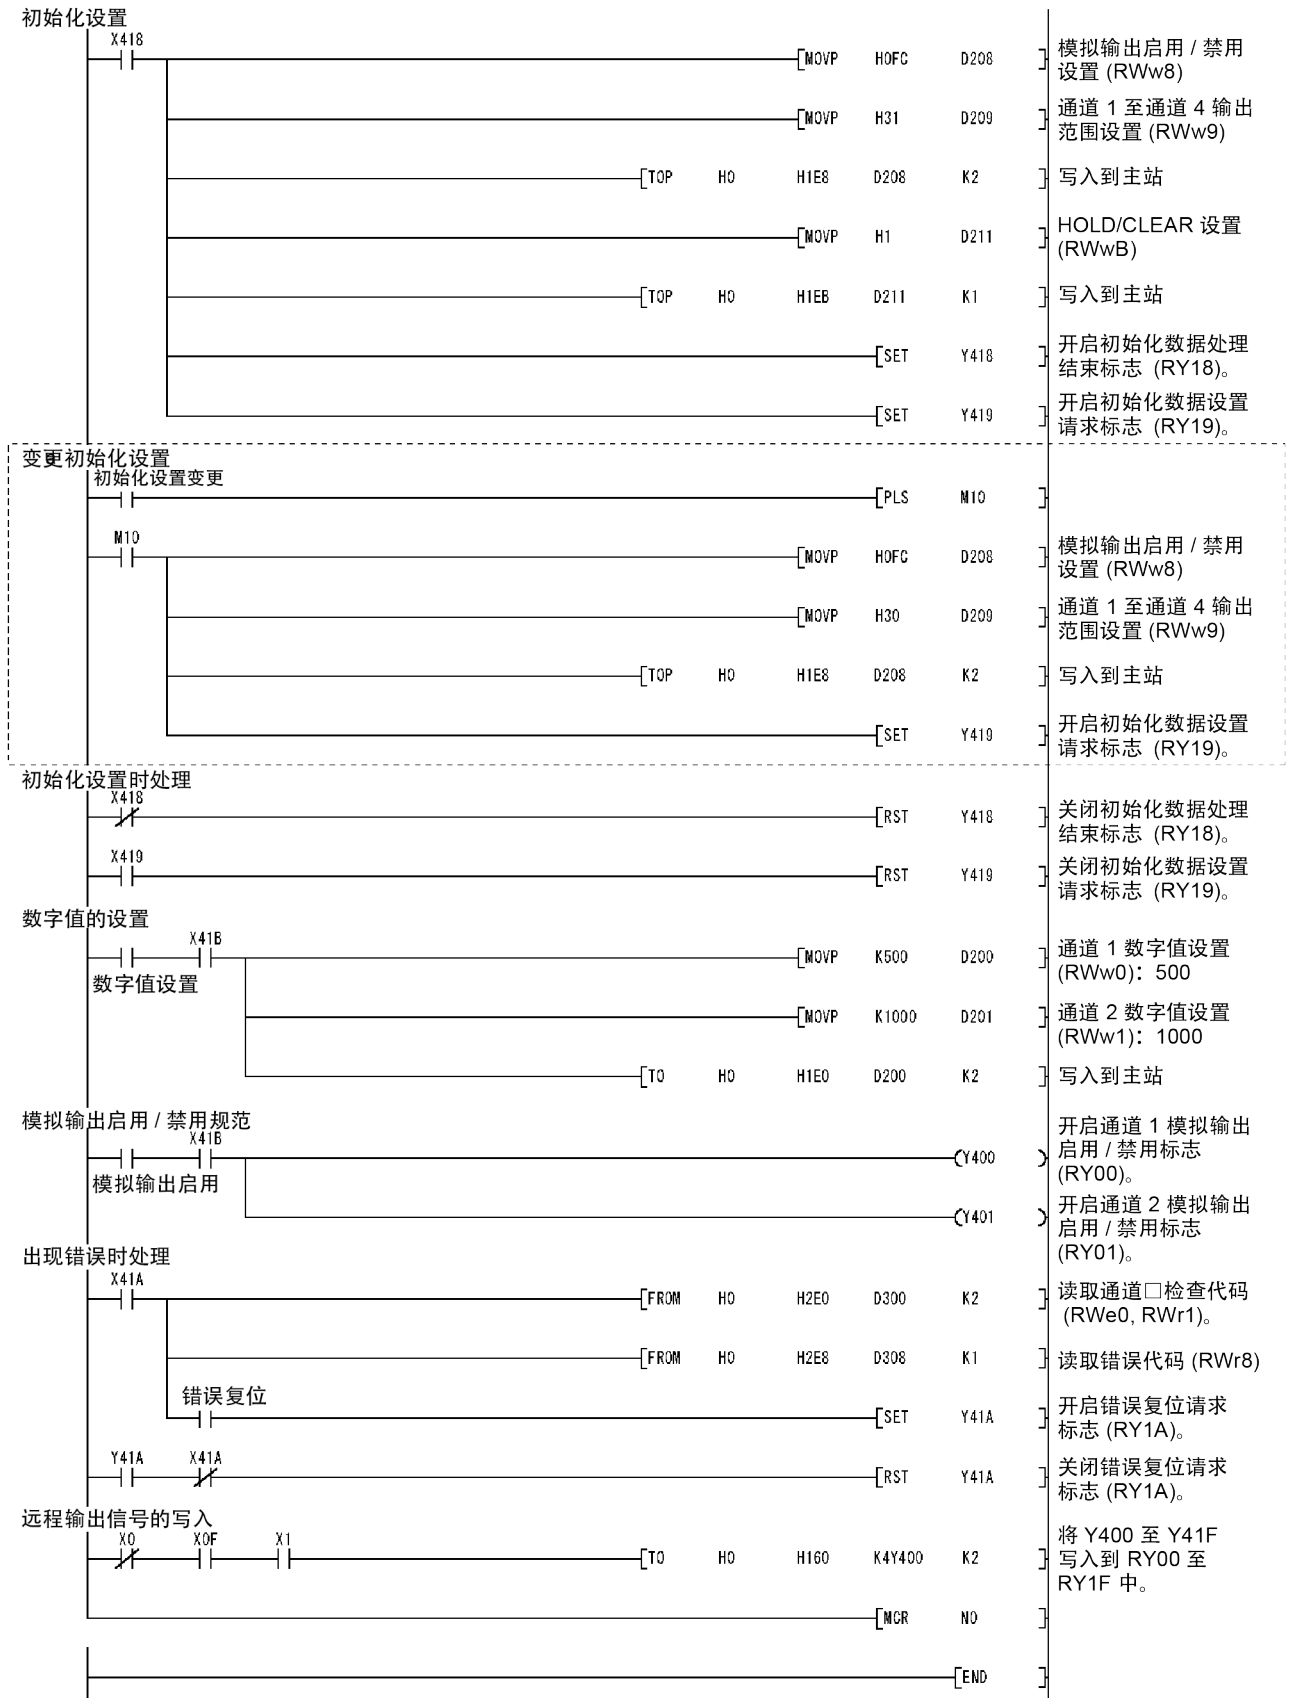 初始化设置
X418
[MOVP H0FC D208 ] 模拟输出启用 / 禁用
设置 (RWw8)
[MOVP H31 D209 ] 通道 1 至通道 4 输出
范围设置 (RWw9)
[TOP H0 H1E8 D208 K2 ] 写入到主站
[MOVP H1 D211 ] HOLD/CLEAR 设置
(RWwB)
[TOP H0 H1EB D211 K1 ] 写入到主站
[SET Y418 ] 开启初始化数据处理
结束标志 (RY18)。
[SET Y419 ] 开启初始化数据设置
请求标志 (RY19)。
变更初始化设置
初始化设置变更
[PLS M10 ]
M10
[MOVP H0FC D208 ] 模拟输出启用 / 禁用
设置 (RWw8)
[MOVP H30 D209 ] 通道 1 至通道 4 输出
范围设置 (RWw9)
[TOP H0 H1E8 D208 K2 ] 写入到主站
[SET Y419 ] 开启初始化数据设置
请求标志 (RY19)。
初始化设置时处理
X418
[RST Y418 ] 关闭初始化数据处理
结束标志 (RY18)。
X419
[RST Y419 ] 关闭初始化数据设置
请求标志 (RY19)。
数字值的设置
X41B
数字值设置
[MOVP K500 D200 ] 通道 1 数字值设置
(RWw0)：500
[MOVP K1000 D201 ] 通道 2 数字值设置
(RWw1)：1000
[TO H0 H1E0 D200 K2 ] 写入到主站
模拟输出启用 / 禁用规范
X41B
模拟输出启用
(Y400 ) 开启通道 1 模拟输出
启用 / 禁用标志
(RY00)。
(Y401 ) 开启通道 2 模拟输出
启用 / 禁用标志
(RY01)。
出现错误时处理
X41A
[FROM H0 H2E0 D300 K2 ] 读取通道□检查代码
(RWe0, RWr1)。
[FROM H0 H2E8 D308 K1 ] 读取错误代码 (RWr8)
错误复位
[SET Y41A ] 开启错误复位请求
标志 (RY1A)。
Y41A X41A
[RST Y41A ] 关闭错误复位请求
标志 (RY1A)。
远程输出信号的写入
X0 X0F X1
[TO H0 H160 K4Y400 K2 ] 将 Y400 至 Y41F
写入到 RY00 至
RY1F 中。
[MCR N0 ]
[END ]